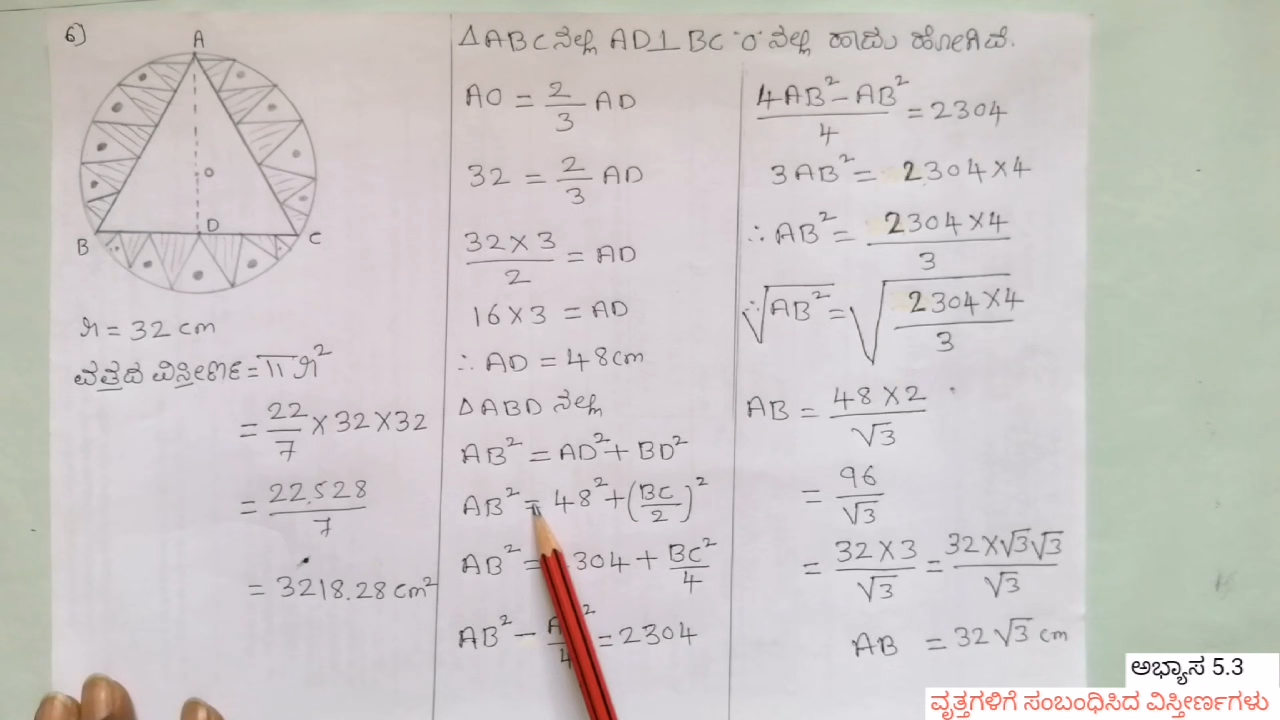 6)
A
O
D
B
C
r = 32 cm
ವೃತ್ತದ ವಿಸ್ತೀರ್ಣ = πr²
= 22/7 × 32 × 32
= 22,528/7
= 3218.28 cm²
ΔABC ನಲ್ಲಿ AD⊥BC 'O' ನಲ್ಲಿ ಹಾದು ಹೋಗಿದೆ.
AO = 2/3 AD
32 = 2/3 AD
32 × 3/2 = AD
16 × 3 = AD
∴ AD = 48cm
ΔABD ನಲ್ಲಿ
AB² = AD² + BD²
AB² = 48² + (BC/2)²
AB² = 304 + BC²/4
AB² − A²/4 = 2304
4AB² − AB²/4 = 2304
3AB² = 2304 × 4
∴ AB² = 2304 × 4/3
∴ √AB² = √2304 × 4/3
AB = 48 × 2/√3
= 96/√3
= 32 × 3/√3 = 32 × √3√3/√3
AB = 32√3 cm
ಅಭ್ಯಾಸ 5.3
ವೃತ್ತಗಳಿಗೆ ಸಂಬಂಧಿಸಿದ ವಿಸ್ತೀರ್ಣಗಳು